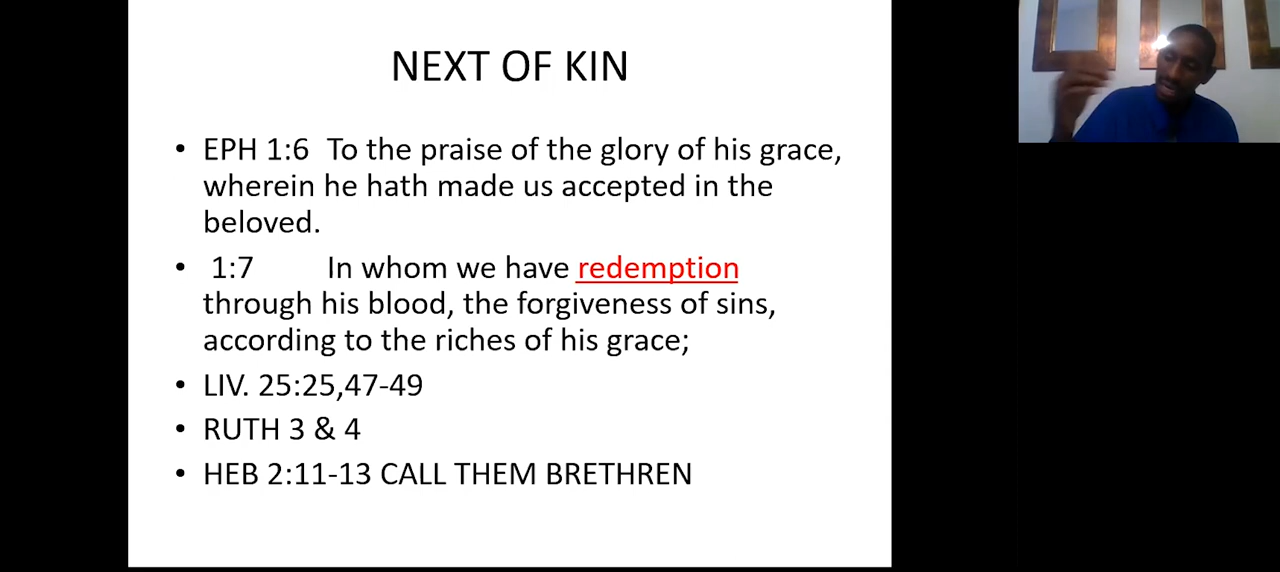 NEXT OF KIN
• EPH 1:6 To the praise of the glory of his grace,
wherein he hath made us accepted in the
beloved.
• 1:7 In whom we have redemption
through his blood, the forgiveness of sins,
according to the riches of his grace;
• LIV. 25:25,47-49
• RUTH 3 & 4
• HEB 2:11-13 CALL THEM BRETHREN